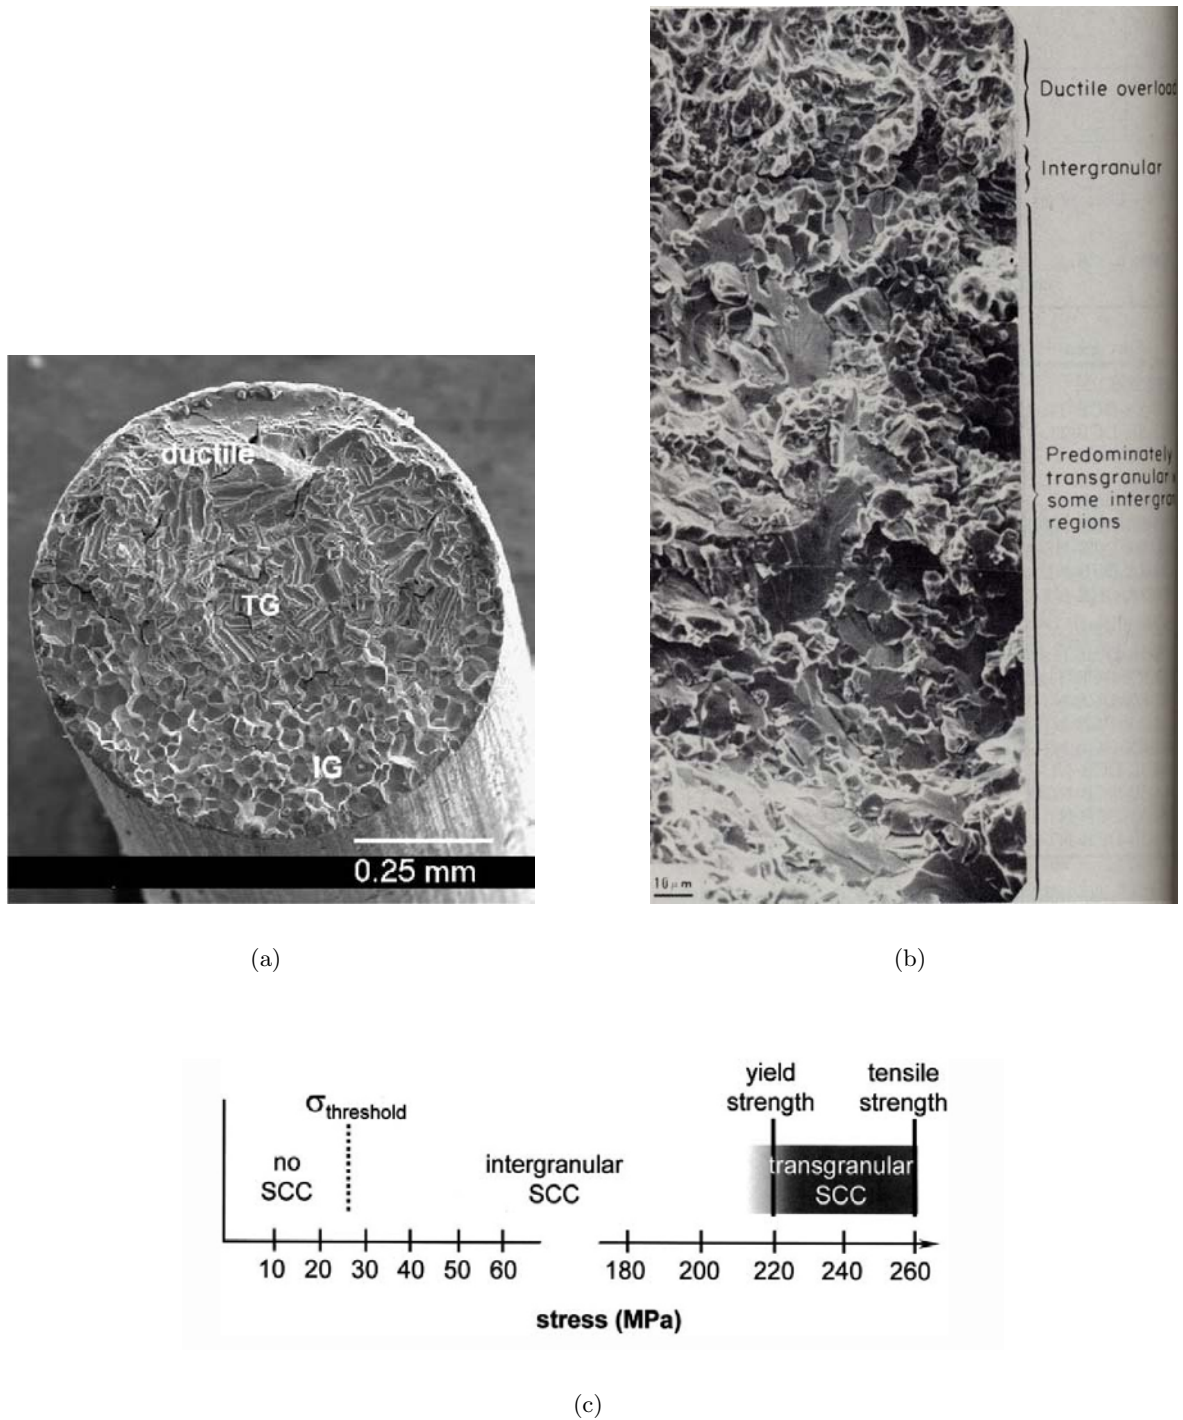 ductile
TG
IG
0.25 mm
(a)
Ductile
Intergranular
Predominately
transgranular
some
regions
10 μm
(b)
yield
strength
tensile
strength
σthreshold
no
SCC
intergranular
SCC
transgranular
SCC
10 20 30 40 50 60 180 200 220 240 260
stress (MPa)
(c)